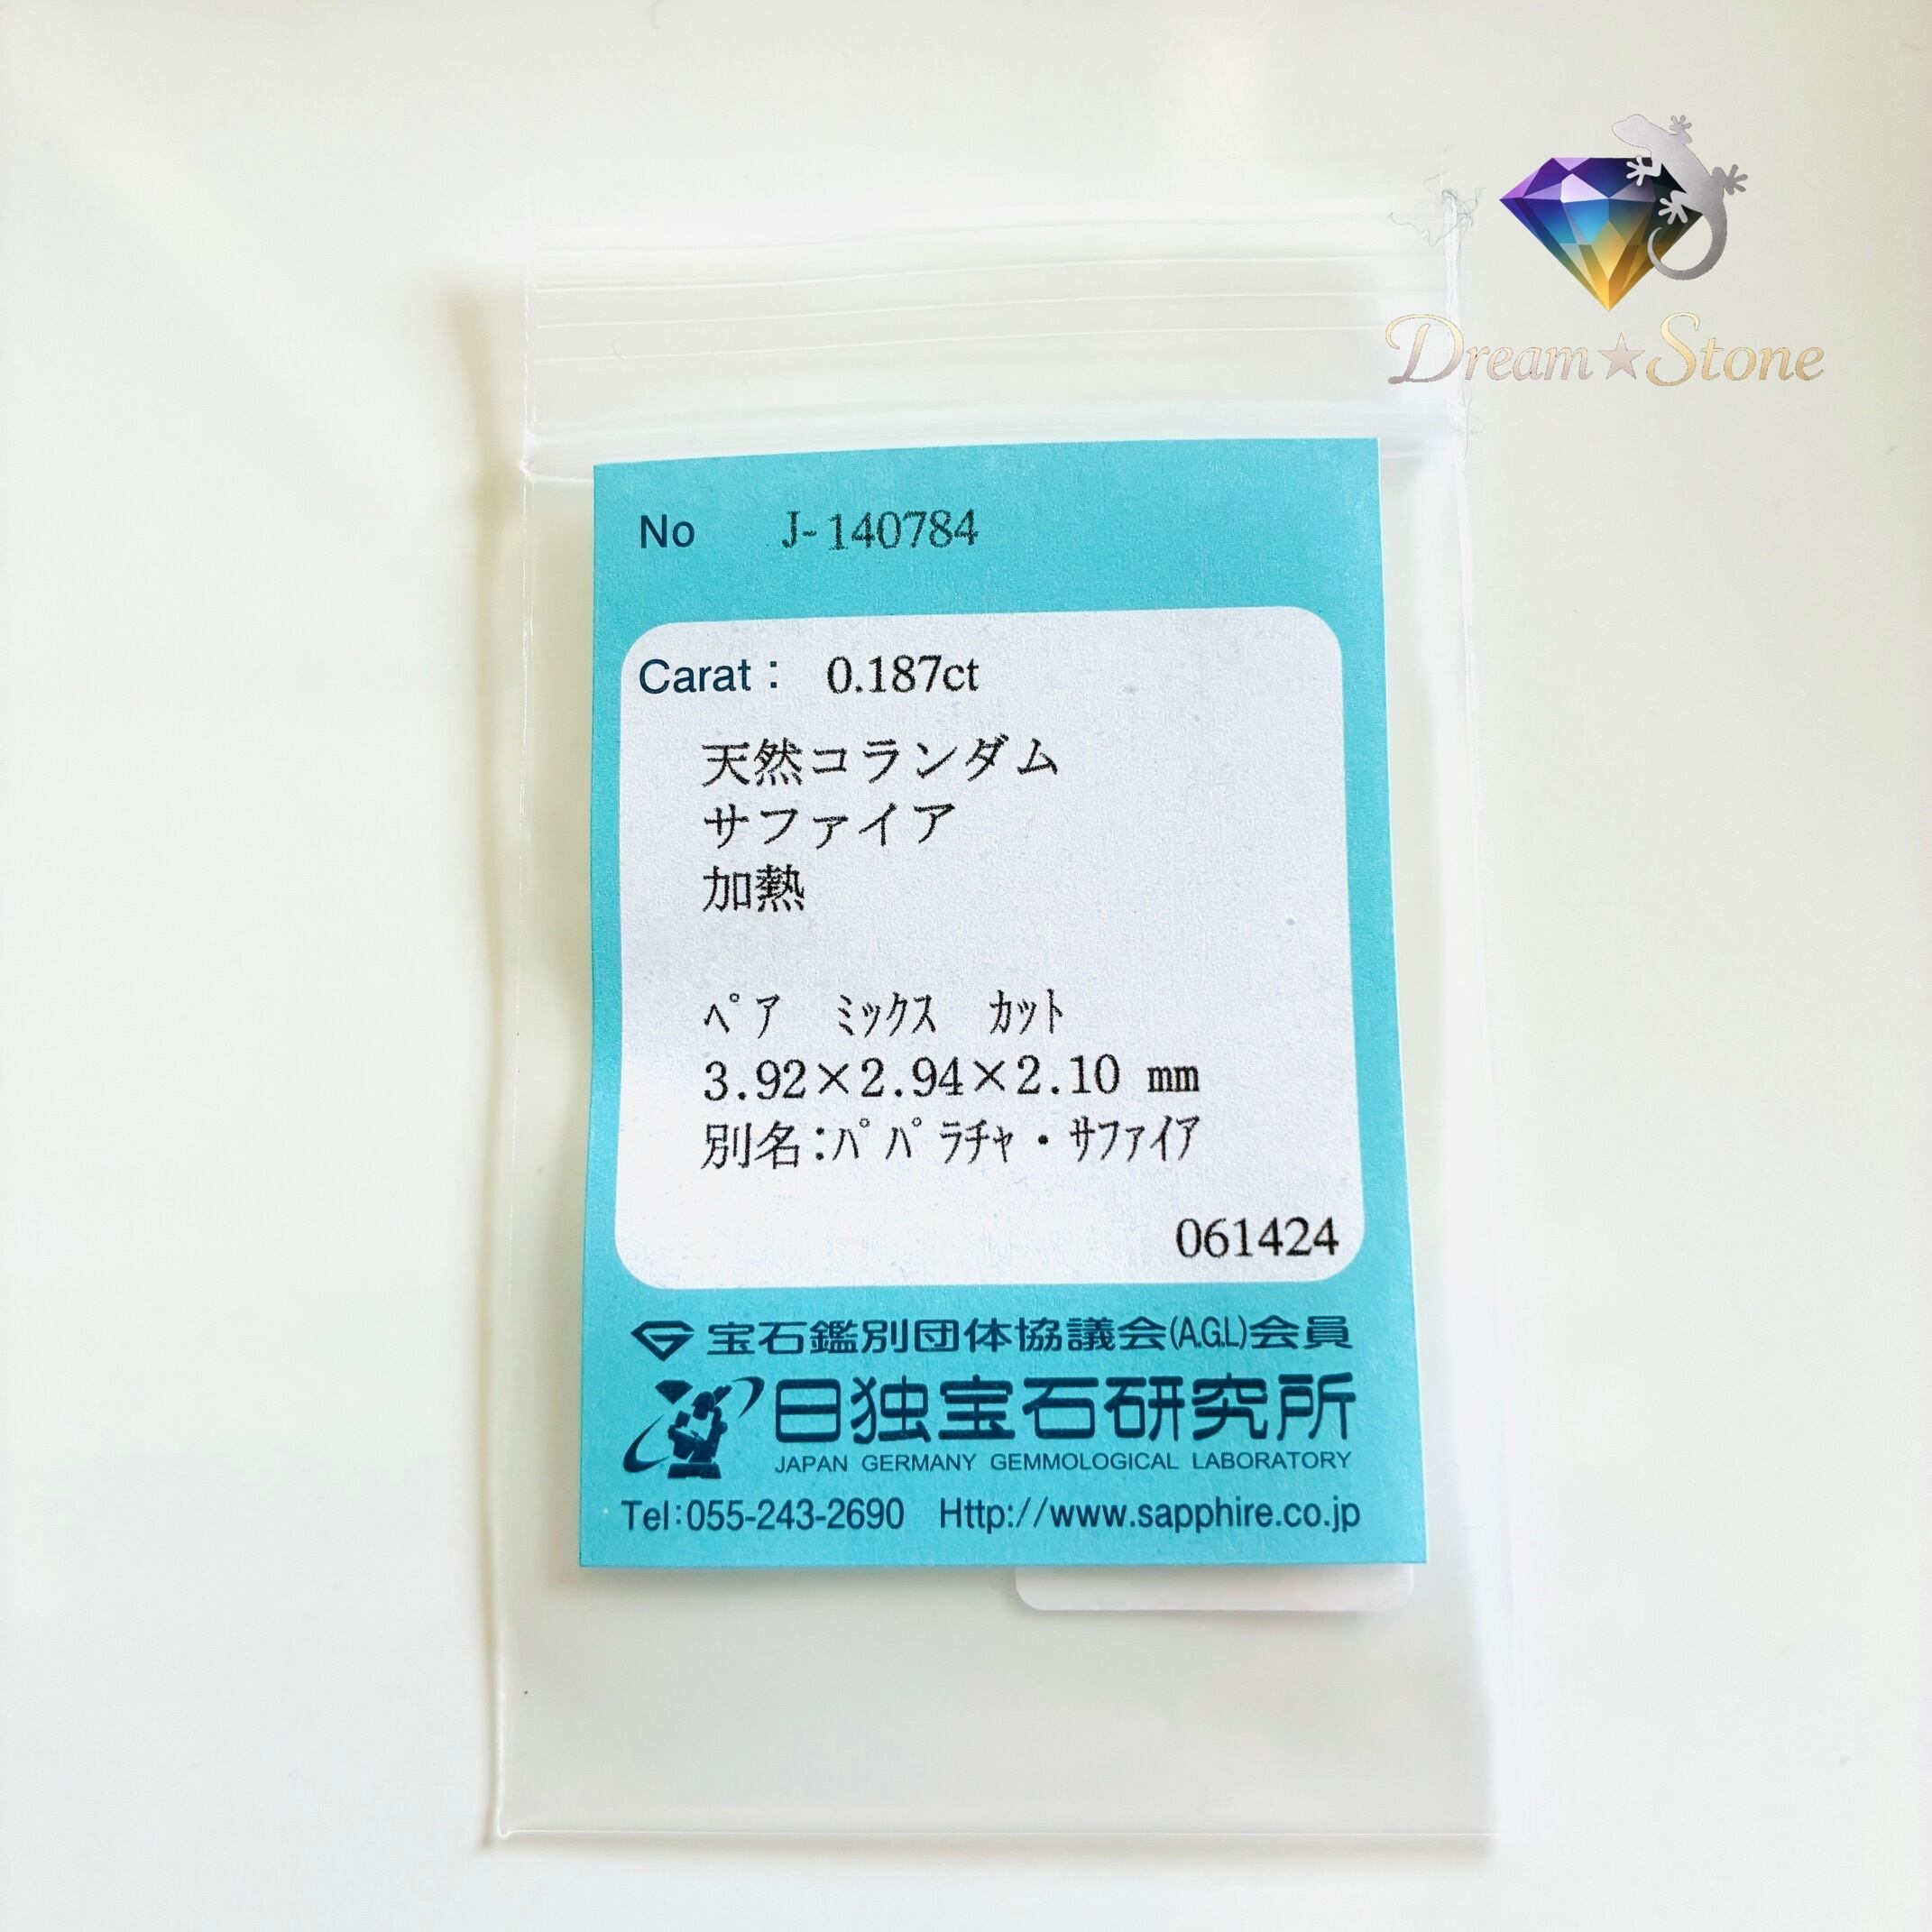 Dream★Stone
No J-140784
Carat： 0.187ct
天然コランダム
サファイア
加熱
ﾍﾟｱ ﾐｯｸｽ ｶｯﾄ
3.92×2.94×2.10 mm
別名:ﾊﾟﾊﾟﾗﾁｬ・ｻﾌｧｲｱ
061424
宝石鑑別団体協議会(A.G.L)会員
日独宝石研究所
JAPAN GERMANY GEMMOLOGICAL LABORATORY
Tel:055-243-2690 Http://www.sapphire.co.jp